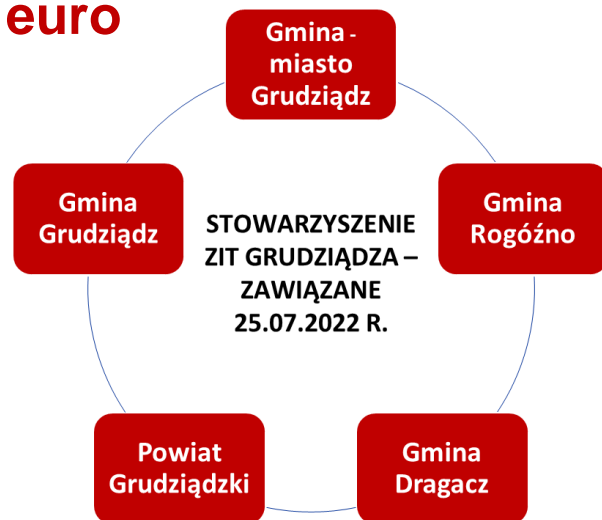 euro
Gmina -
miasto
Grudziądz
Gmina
Grudziądz
STOWARZYSZENIE
ZIT GRUDZIĄDZA –
ZAWIĄZANE
25.07.2022 R.
Gmina
Rogóźno
Powiat
Grudziądzki
Gmina
Dragacz